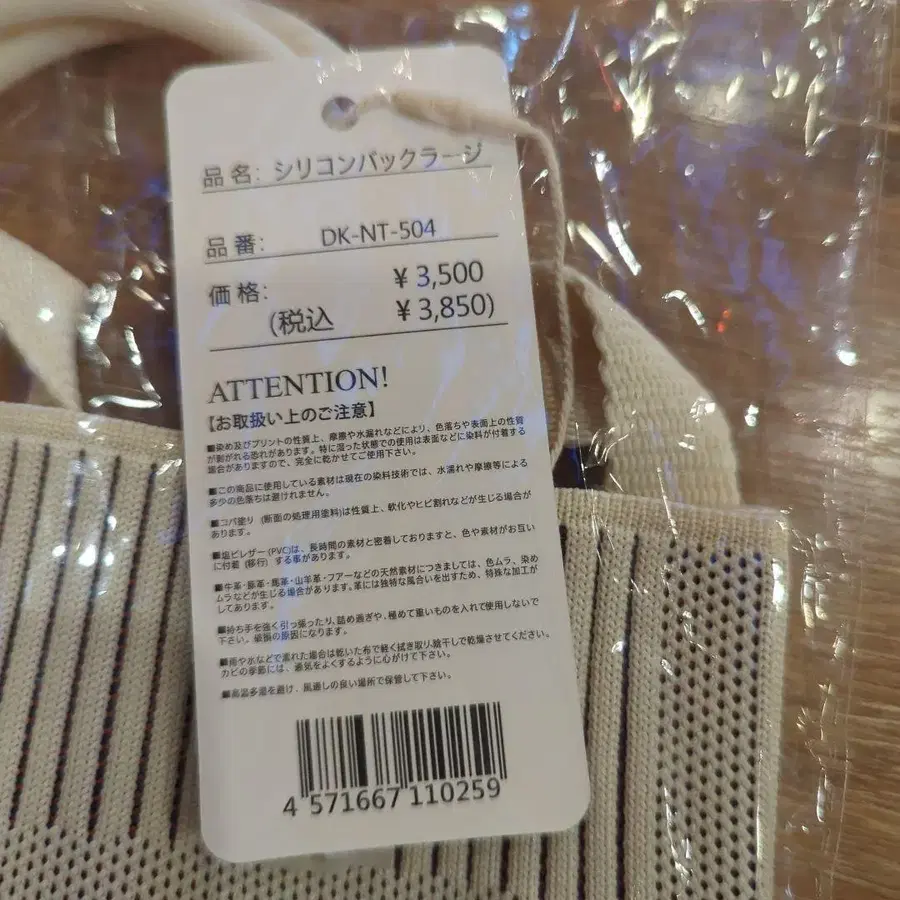 品名: シリコンバックラージ
品番: DK-NT-504
価格: ¥3,500
(税込 ¥3,850)
ATTENTION!
【お取扱い上のご注意】
■染め及びプリントの性質上、摩擦や水漏れなどにより、色落ちや表面上の性質
が剝がれる恐れがあります。特に湿った状態での使用は表面などに染料が付着する
場合がありますので、完全に乾かせてご使用下さい。
■この商品に使用している素材は現在の染料技術では、水濡れや摩擦等による
多少の色落ちは避けれません。
■コバ塗り (断面の処理用塗料)は性質上、軟化やヒビ割れなどが生じる場合が
あります。
■塩ビレザー(PVC)は、長時間の素材と密着しておりますと、色や素材がお互い
に付着 (移行) する事があります。
■牛革・豚革・馬革・山羊革・フアーなどの天然素材につきましては、色ムラ、染め
ムラなどが生じる場合があります。革には独特な風合いを出すため、特殊な加工が
してあります。
■持ち手を強く引っ張ったり、詰め過ぎや、極めて重いものを入れて使用しないで
下さい。破損の原因になります。
■雨や水などで濡れた場合は乾いた布で軽く拭き取り、陰干しで乾燥させてください。
カビの季節には、通気をよくするように心がけて下さい。
■高温多湿を避け、風通しの良い場所で保管して下さい。
4 571667 110259